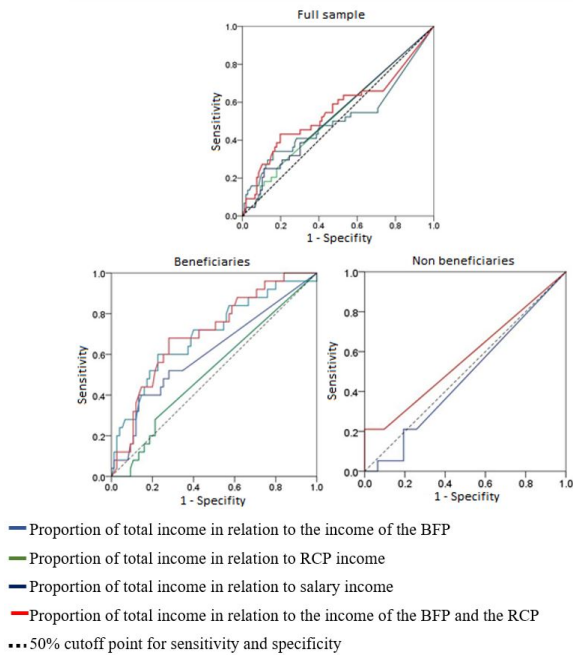 Full sample
Sensitivity
1.0
0.8
0.6
0.4
0.2
0.0
0.0 0.2 0.4 0.6 0.8 1.0
1 - Specifity
Beneficiaries
Sensitivity
1.0
0.8
0.6
0.4
0.2
0.0
0.0 0.2 0.4 0.6 0.8 1.0
1 - Specifity
Non beneficiaries
Sensitivity
1.0
0.8
0.6
0.4
0.2
0.0
0.0 0.2 0.4 0.6 0.8 1.0
1 - Specifity
Proportion of total income in relation to the income of the BFP
Proportion of total income in relation to RCP income
Proportion of total income in relation to salary income
Proportion of total income in relation to the income of the BFP and the RCP
50% cutoff point for sensitivity and specificity